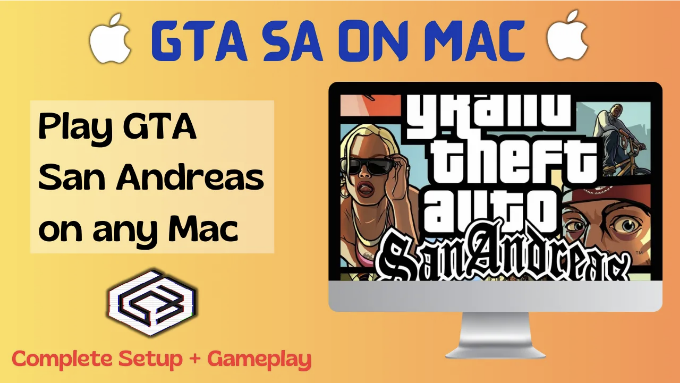 GTA SA ON MAC
Play GTA
San Andreas
on any Mac
grand
theft
auto
San Andreas
Complete Setup + Gameplay